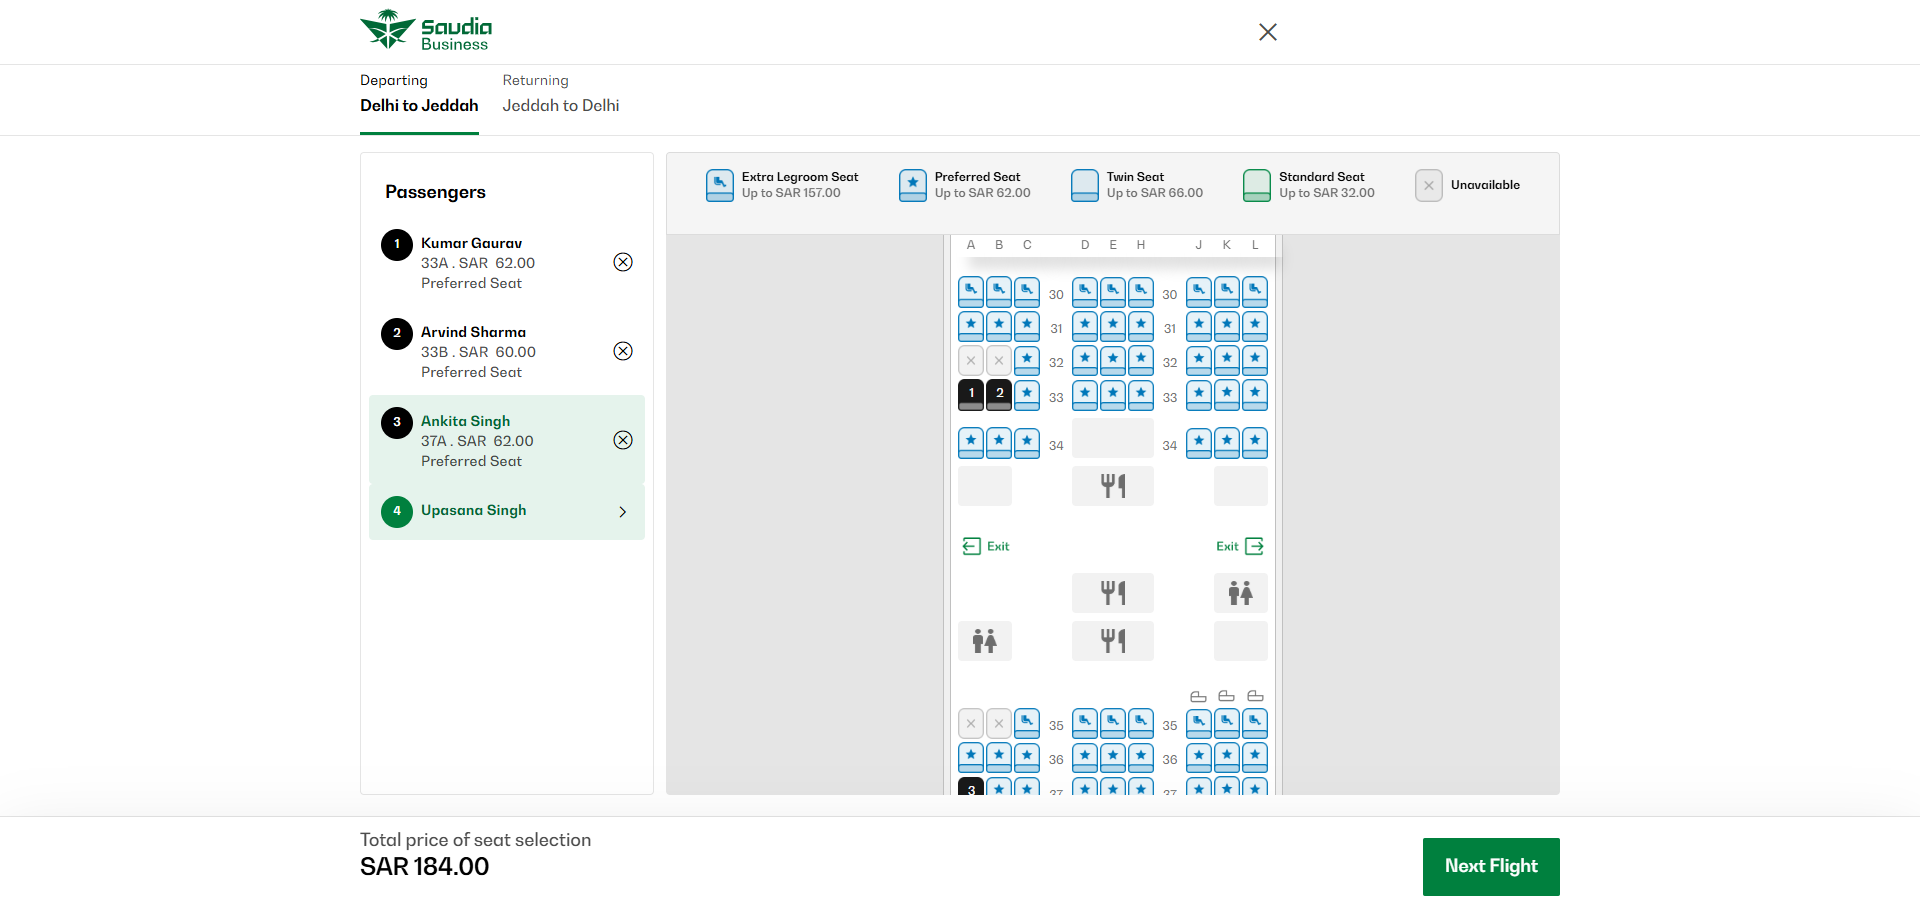 Saudia
Business
Departing
Delhi to Jeddah
Returning
Jeddah to Delhi
Passengers
1
Kumar Gaurav
33A . SAR 62.00
Preferred Seat
2
Arvind Sharma
33B . SAR 60.00
Preferred Seat
3
Ankita Singh
37A . SAR 62.00
Preferred Seat
4
Upasana Singh
Extra Legroom Seat
Up to SAR 157.00
Preferred Seat
Up to SAR 62.00
Twin Seat
Up to SAR 66.00
Standard Seat
Up to SAR 32.00
Unavailable
A B C D E H J K L
30 30
31 31
32 32
1 2 33 33
34 34
Exit Exit
35 35
36 36
3 37 37
Total price of seat selection
SAR 184.00
Next Flight